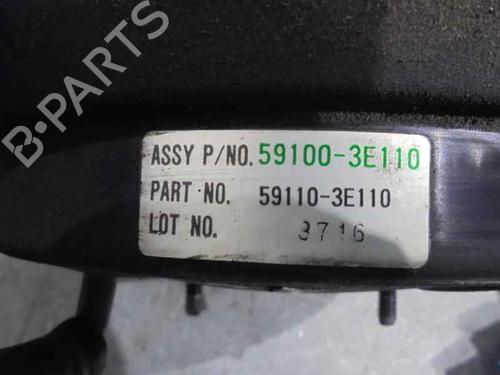 B-PARTS
ASSY P/NO. 59100-3E110
PART NO. 59110-3E110
LOT NO. 3716